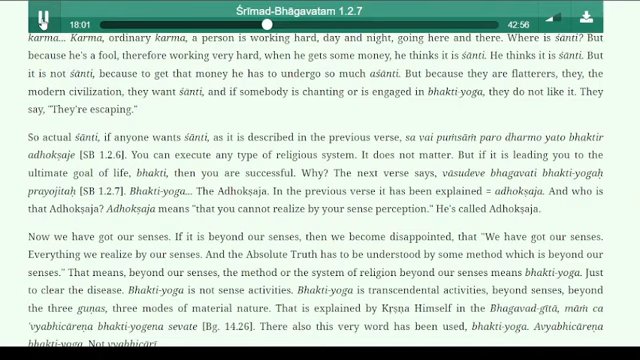 Śrīmad-Bhāgavatam 1.2.7
18:01
42:56
karma... Karma, ordinary karma, a person is working hard, day and night, going here and there. Where is śānti? But
because he's a fool, therefore working very hard, when he gets some money, he thinks it is śānti. He thinks it is śānti. But
it is not śānti, because to get that money he has to undergo so much aśānti. But because they are flatterers, they, the
modern civilization, they want śānti, and if somebody is chanting or is engaged in bhakti-yoga, they do not like it. They
say, "They're escaping."
So actual śānti, if anyone wants śānti, as it is described in the previous verse, sa vai puṁsāṁ paro dharmo yato bhaktir
adhokṣaje [SB 1.2.6]. You can execute any type of religious system. It does not matter. But if it is leading you to the
ultimate goal of life, bhakti, then you are successful. Why? The next verse says, vāsudeve bhagavati bhakti-yogaḥ
prayojitaḥ [SB 1.2.7]. Bhakti-yoga... The Adhokṣaja. In the previous verse it has been explained = adhokṣaja. And who is
that Adhokṣaja? Adhokṣaja means "that you cannot realize by your sense perception." He's called Adhokṣaja.
Now we have got our senses. If it is beyond our senses, then we become disappointed, that "We have got our senses.
Everything we realize by our senses. And the Absolute Truth has to be understood by some method which is beyond our
senses." That means, beyond our senses, the method or the system of religion beyond our senses means bhakti-yoga. Just
to clear the disease. Bhakti-yoga is not sense activities. Bhakti-yoga is transcendental activities, beyond senses, beyond
the three guṇas, three modes of material nature. That is explained by Kṛṣṇa Himself in the Bhagavad-gītā, māṁ ca
'vyabhicāreṇa bhakti-yogena sevate [Bg. 14.26]. There also this very word has been used, bhakti-yoga. Avyabhicāreṇa
bhakti-yoga. Not vyabhicārī